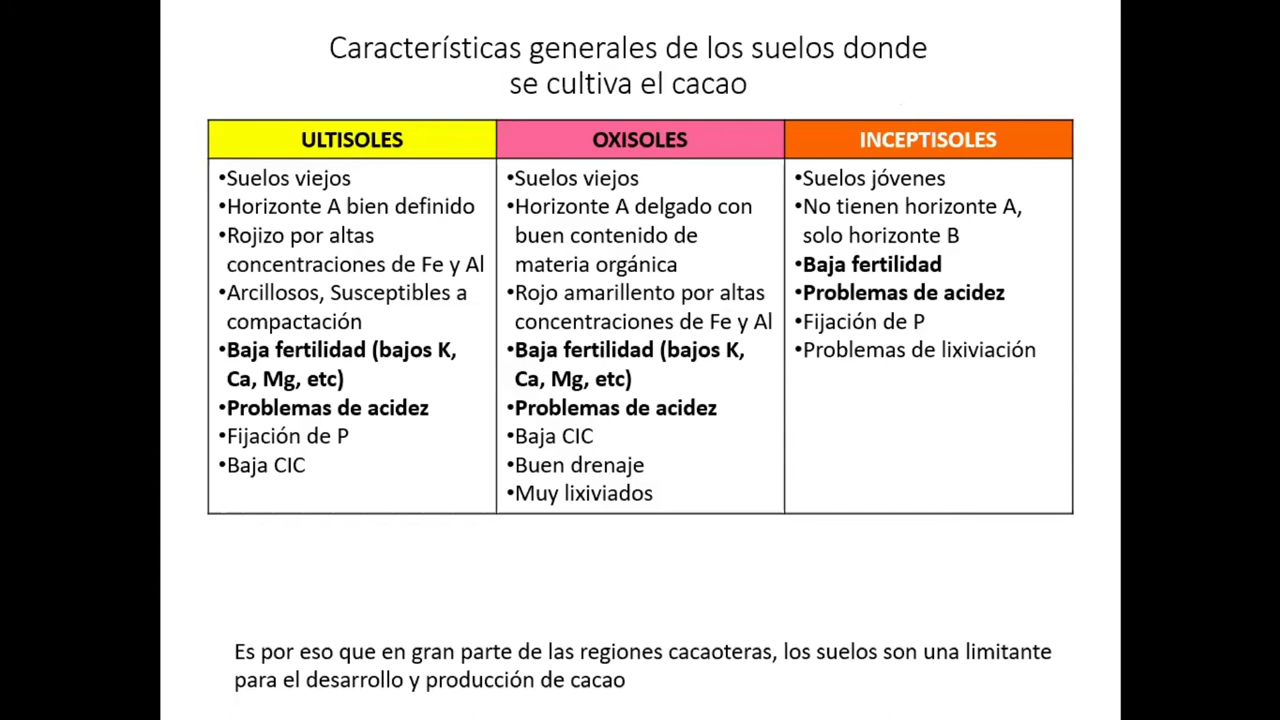 Características generales de los suelos donde
se cultiva el cacao
ULTISOLES
•Suelos viejos
•Horizonte A bien definido
•Rojizo por altas
concentraciones de Fe y Al
•Arcillosos, Susceptibles a
compactación
•Baja fertilidad (bajos K,
Ca, Mg, etc)
•Problemas de acidez
•Fijación de P
•Baja CIC
OXISOLES
•Suelos viejos
•Horizonte A delgado con
buen contenido de
materia orgánica
•Rojo amarillento por altas
concentraciones de Fe y Al
•Baja fertilidad (bajos K,
Ca, Mg, etc)
•Problemas de acidez
•Baja CIC
•Buen drenaje
•Muy lixiviados
INCEPTISOLES
•Suelos jóvenes
•No tienen horizonte A,
solo horizonte B
•Baja fertilidad
•Problemas de acidez
•Fijación de P
•Problemas de lixiviación
Es por eso que en gran parte de las regiones cacaoteras, los suelos son una limitante
para el desarrollo y producción de cacao